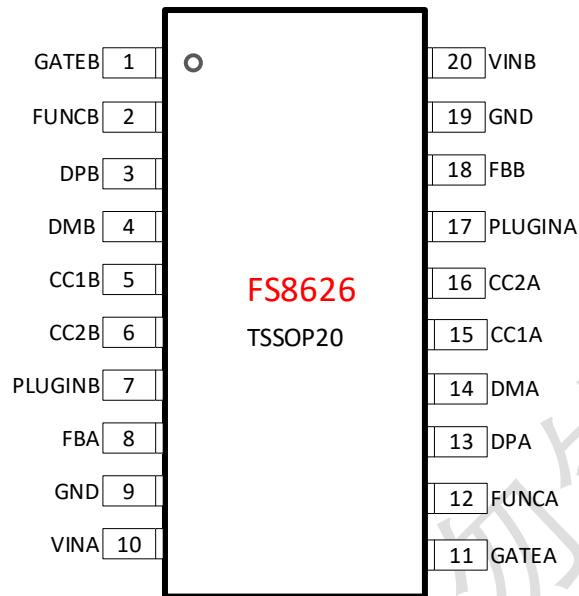 GATEB 1 20 VINB
FUNCB 2 19 GND
DPB 3 18 FBB
DMB 4 17 PLUGINA
CC1B 5 16 CC2A
FS8626
CC2B 6 15 CC1A
TSSOP20
PLUGINB 7 14 DMA
FBA 8 13 DPA
GND 9 12 FUNCA
VINA 10 11 GATEA
勿